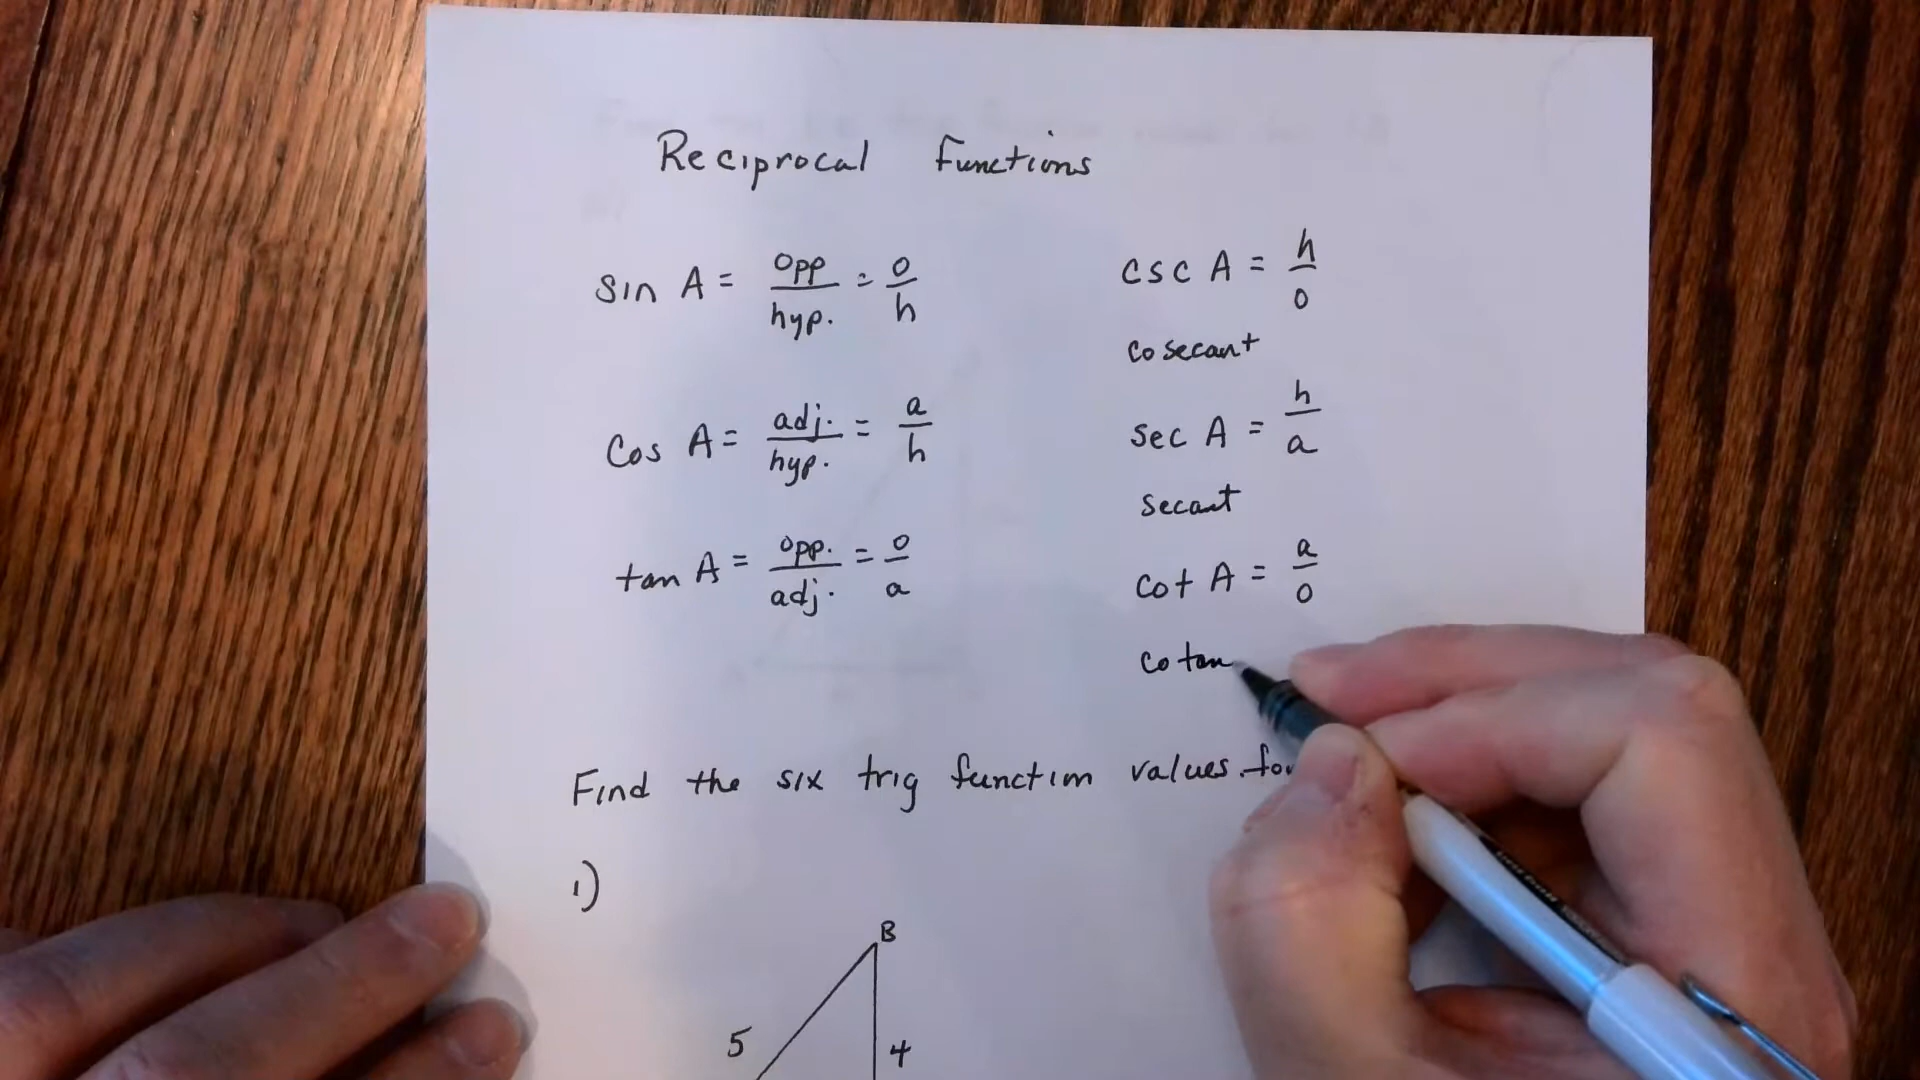 Reciprocal Functions
sin A = opp/hyp. = o/h
csc A = h/o
cosecant
cos A = adj./hyp. = a/h
sec A = h/a
secant
tan A = opp./adj. = o/a
cot A = a/o
cotan
Find the six trig function values for
1)
B
5 4